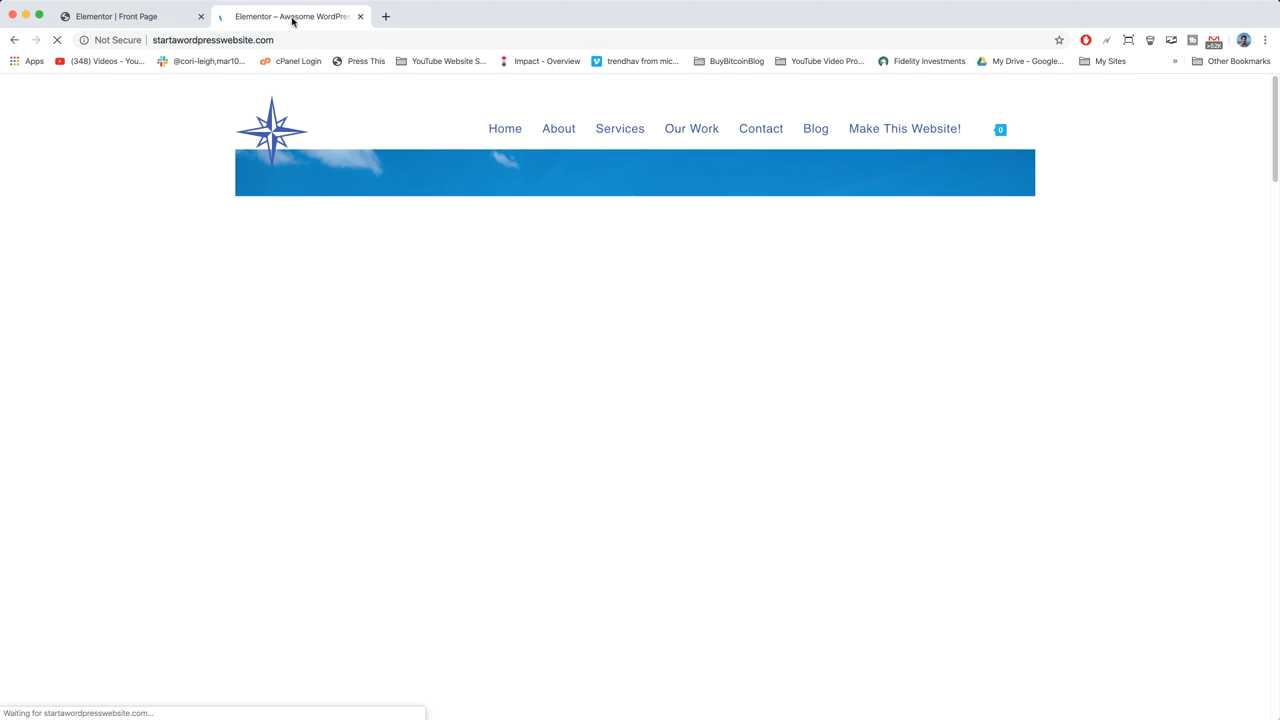 Elementor | Front Page
Elementor – Awesome WordPres
Not Secure
startawordpresswebsite.com
>52K
Apps
(348) Videos - You...
@cori-leigh,mar10...
cPanel Login
Press This
YouTube Website S...
Impact - Overview
trendhav from mic...
BuyBitcoinBlog
YouTube Video Pro...
Fidelity Investments
My Drive - Google...
My Sites
»
Other Bookmarks
Home
About
Services
Our Work
Contact
Blog
Make This Website!
0
Waiting for startawordpresswebsite.com...